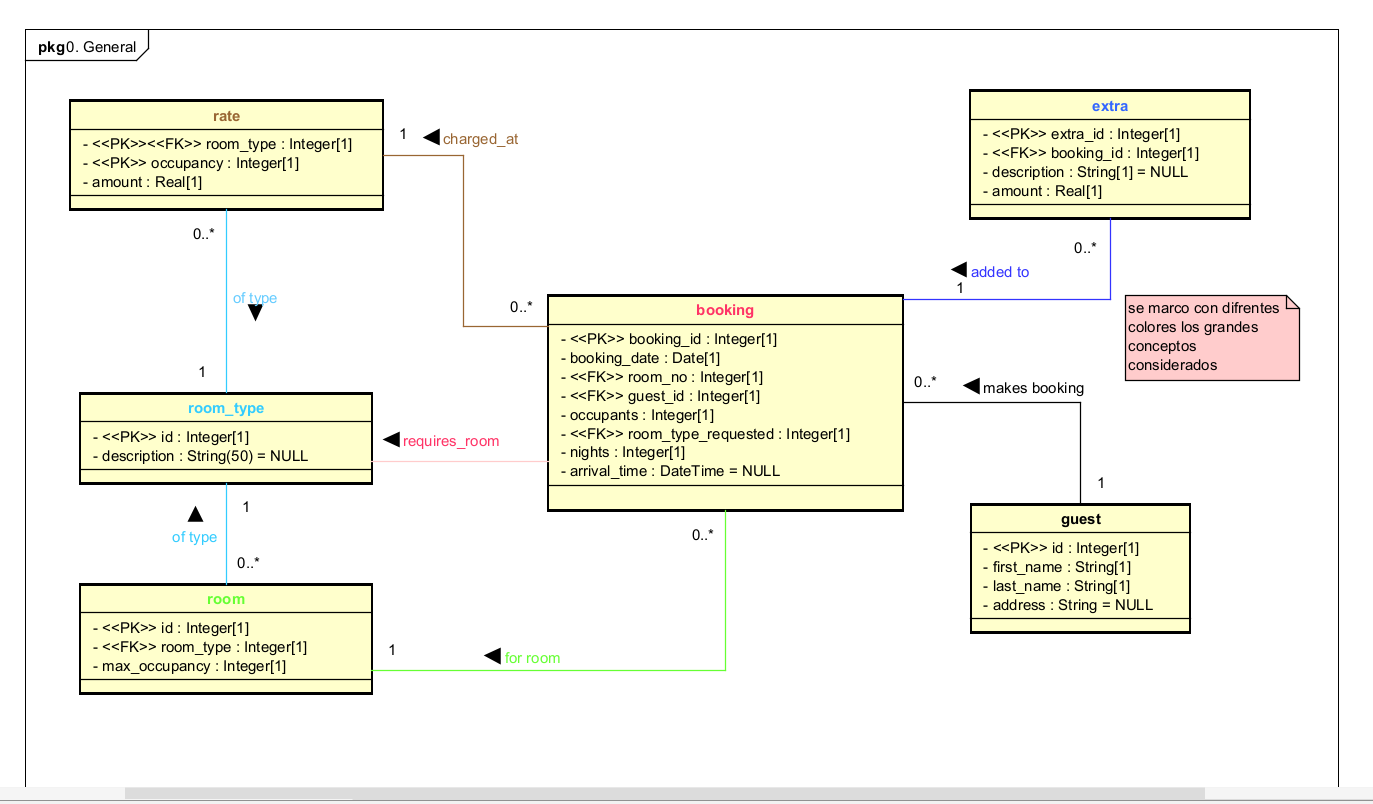 pkg0. General
rate
- <<PK>><<FK>> room_type : Integer[1]
- <<PK>> occupancy : Integer[1]
- amount : Real[1]
1
charged_at
extra
- <<PK>> extra_id : Integer[1]
- <<FK>> booking_id : Integer[1]
- description : String[1] = NULL
- amount : Real[1]
0..*
of type
1
0..*
added to
1
0..*
booking
- <<PK>> booking_id : Integer[1]
- booking_date : Date[1]
- <<FK>> room_no : Integer[1]
- <<FK>> guest_id : Integer[1]
- occupants : Integer[1]
- <<FK>> room_type_requested : Integer[1]
- nights : Integer[1]
- arrival_time : DateTime = NULL
se marco con difrentes
colores los grandes
conceptos
considerados
room_type
- <<PK>> id : Integer[1]
- description : String(50) = NULL
requires_room
0..*
makes booking
1
guest
- <<PK>> id : Integer[1]
- first_name : String[1]
- last_name : String[1]
- address : String = NULL
1
of type
0..*
room
- <<PK>> id : Integer[1]
- <<FK>> room_type : Integer[1]
- max_occupancy : Integer[1]
0..*
1
for room